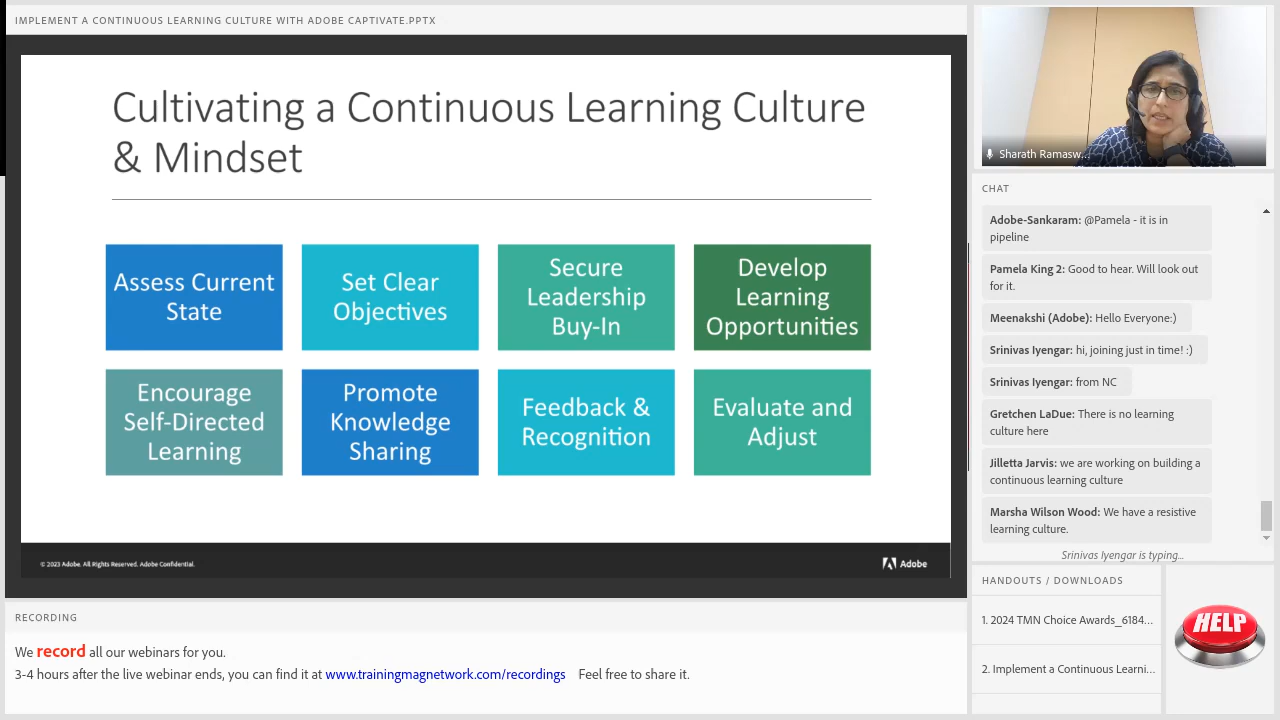 IMPLEMENT A CONTINUOUS LEARNING CULTURE WITH ADOBE CAPTIVATE.PPTX
Cultivating a Continuous Learning Culture
& Mindset
Assess Current
State
Set Clear
Objectives
Secure
Leadership
Buy-In
Develop
Learning
Opportunities
Encourage
Self-Directed
Learning
Promote
Knowledge
Sharing
Feedback &
Recognition
Evaluate and
Adjust
© 2023 Adobe. All Rights Reserved. Adobe Confidential.
Adobe
RECORDING
We record all our webinars for you.
3-4 hours after the live webinar ends, you can find it at www.trainingmagnetwork.com/recordings Feel free to share it.
Sharath Ramasw...
CHAT
Adobe-Sankaram: @Pamela - it is in
pipeline
Pamela King 2: Good to hear. Will look out
for it.
Meenakshi (Adobe): Hello Everyone:)
Srinivas Iyengar: hi, joining just in time! :)
Srinivas Iyengar: from NC
Gretchen LaDue: There is no learning
culture here
Jilletta Jarvis: we are working on building a
continuous learning culture
Marsha Wilson Wood: We have a resistive
learning culture.
Srinivas Iyengar is typing...
HANDOUTS / DOWNLOADS
1. 2024 TMN Choice Awards_6184...
2. Implement a Continuous Learni...
HELP